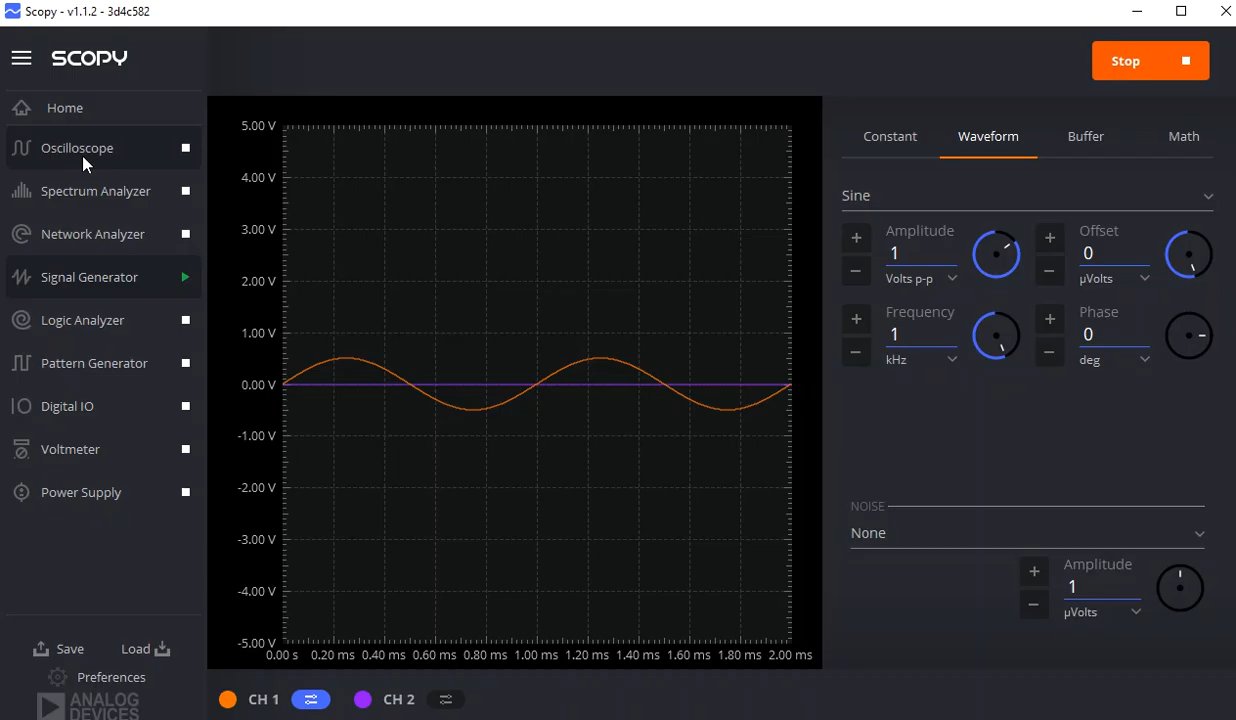 Scopy - v1.1.2 - 3d4c582
SCOPY
Stop
Home
Oscilloscope
Spectrum Analyzer
Network Analyzer
Signal Generator
Logic Analyzer
Pattern Generator
Digital IO
Voltmeter
Power Supply
Save
Load
Preferences
ANALOG
DEVICES
5.00 V
4.00 V
3.00 V
2.00 V
1.00 V
0.00 V
-1.00 V
-2.00 V
-3.00 V
-4.00 V
-5.00 V
0.00 s 0.20 ms 0.40 ms 0.60 ms 0.80 ms 1.00 ms 1.20 ms 1.40 ms 1.60 ms 1.80 ms 2.00 ms
CH 1
CH 2
Constant Waveform Buffer Math
Sine
Amplitude
1
Volts p-p
Offset
0
µVolts
Frequency
1
kHz
Phase
0
deg
NOISE
None
Amplitude
1
µVolts